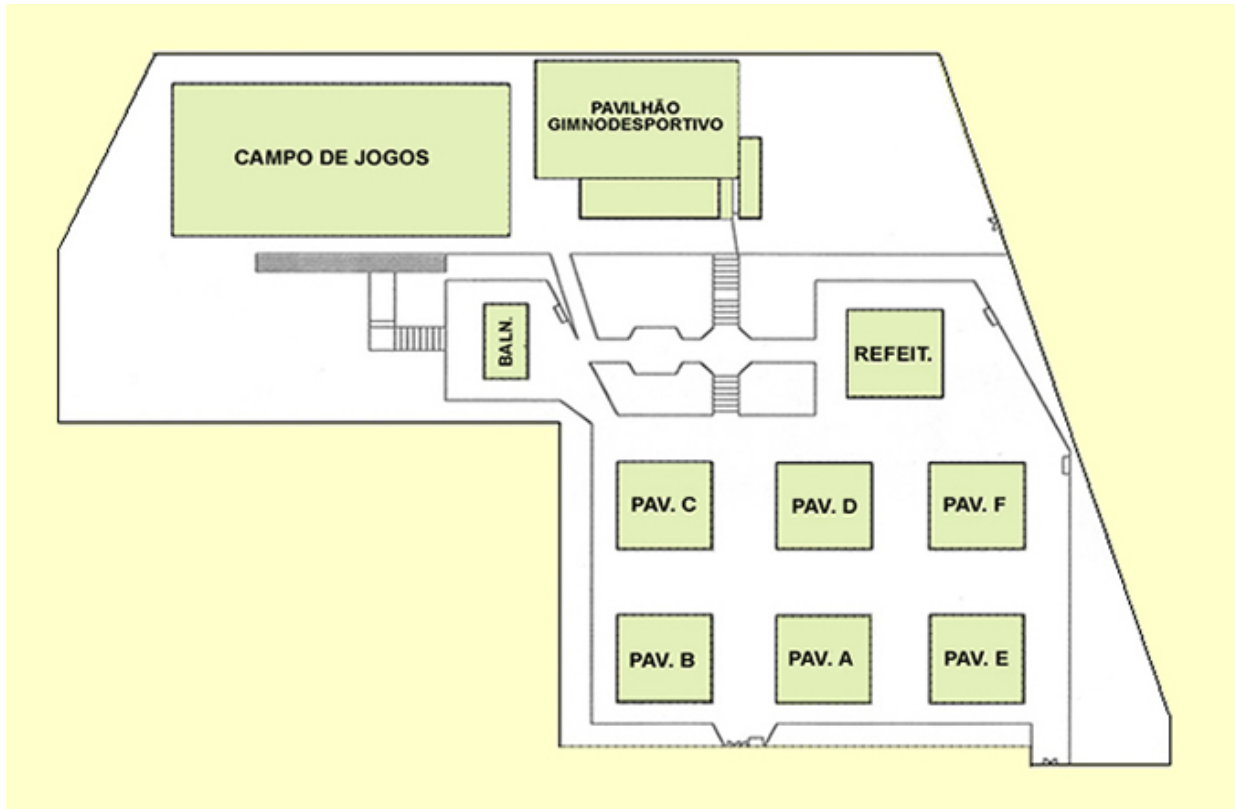 PAVILHÃO
GIMNODESPORTIVO
CAMPO DE JOGOS
BALN.
REFEIT.
PAV. C
PAV. D
PAV. F
PAV. B
PAV. A
PAV. E